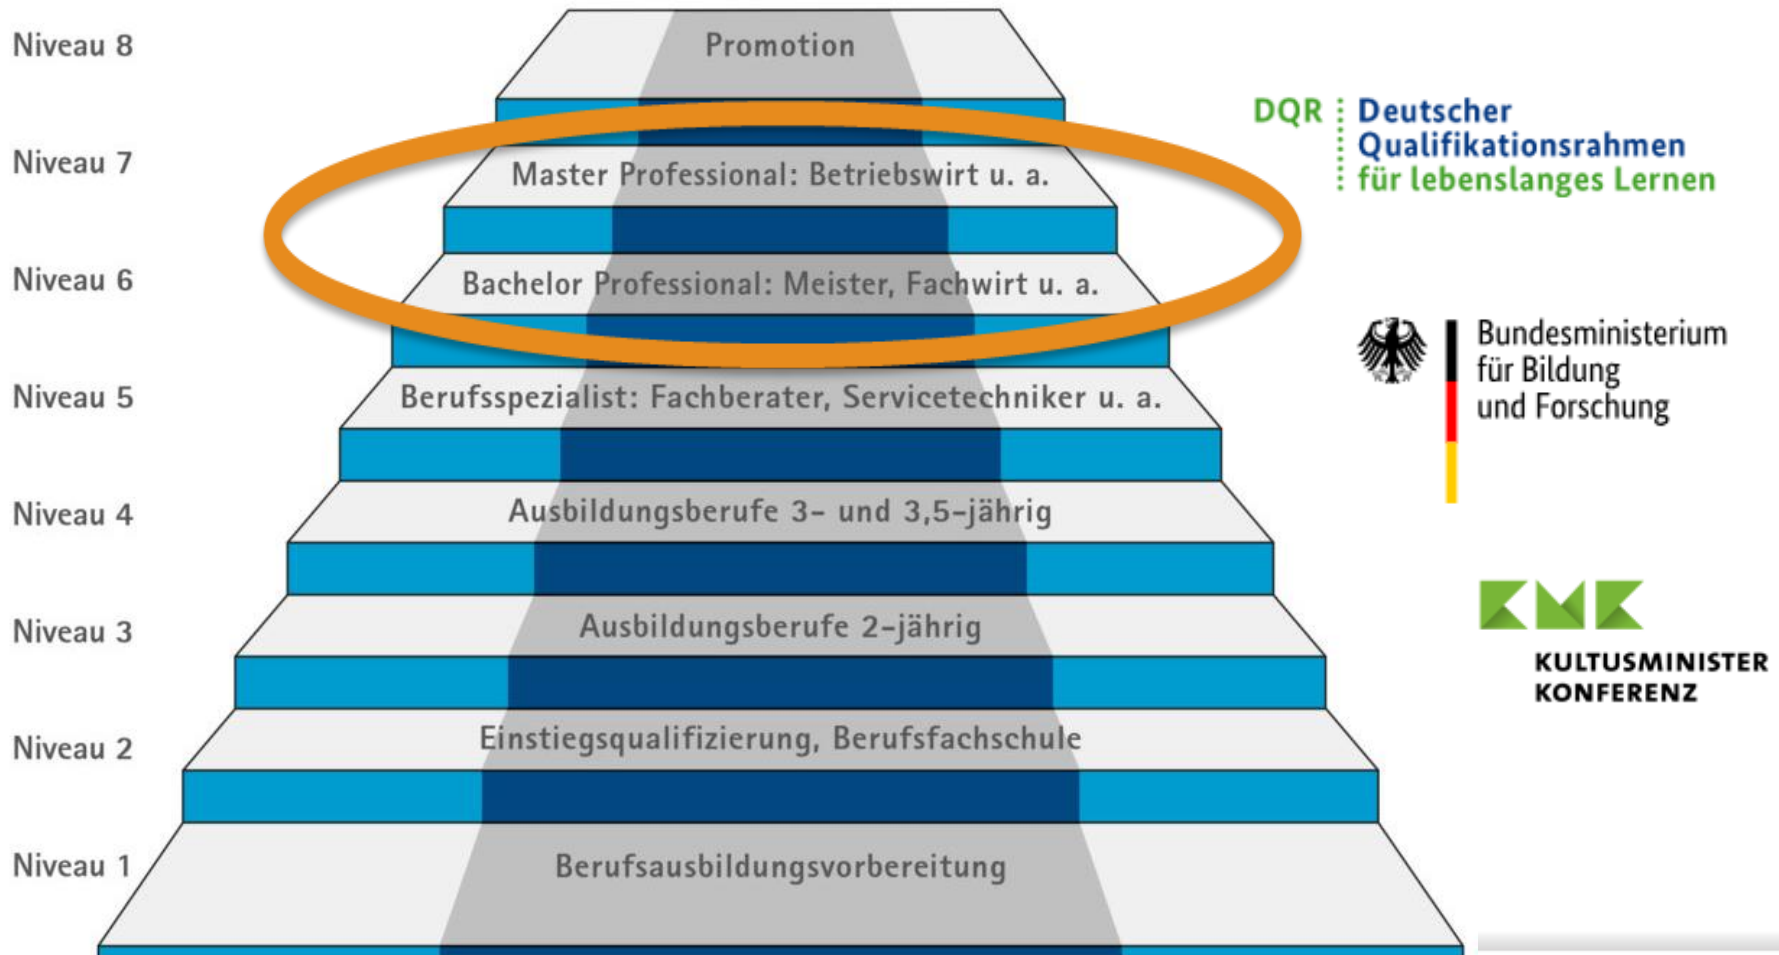 Niveau 8
Promotion
Niveau 7
Master Professional: Betriebswirt u. a.
Niveau 6
Bachelor Professional: Meister, Fachwirt u. a.
Niveau 5
Berufsspezialist: Fachberater, Servicetechniker u. a.
Niveau 4
Ausbildungsberufe 3- und 3,5-jährig
Niveau 3
Ausbildungsberufe 2-jährig
Niveau 2
Einstiegsqualifizierung, Berufsfachschule
Niveau 1
Berufsausbildungsvorbereitung
DQR
Deutscher
Qualifikationsrahmen
für lebenslanges Lernen
Bundesministerium
für Bildung
und Forschung
KMK
KULTUSMINISTER
KONFERENZ